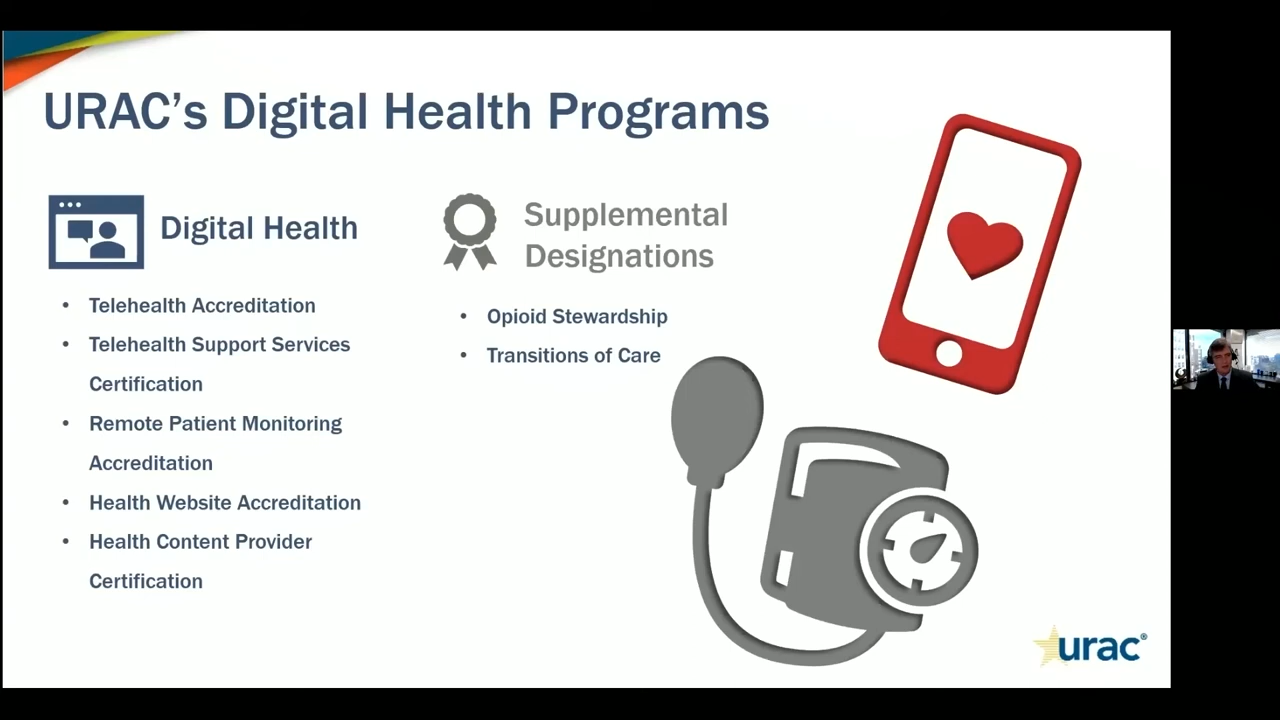 URAC's Digital Health Programs
Digital Health
Telehealth Accreditation
Telehealth Support Services
Certification
Remote Patient Monitoring
Accreditation
Health Website Accreditation
Health Content Provider
Certification
Supplemental
Designations
Opioid Stewardship
Transitions of Care
urac®